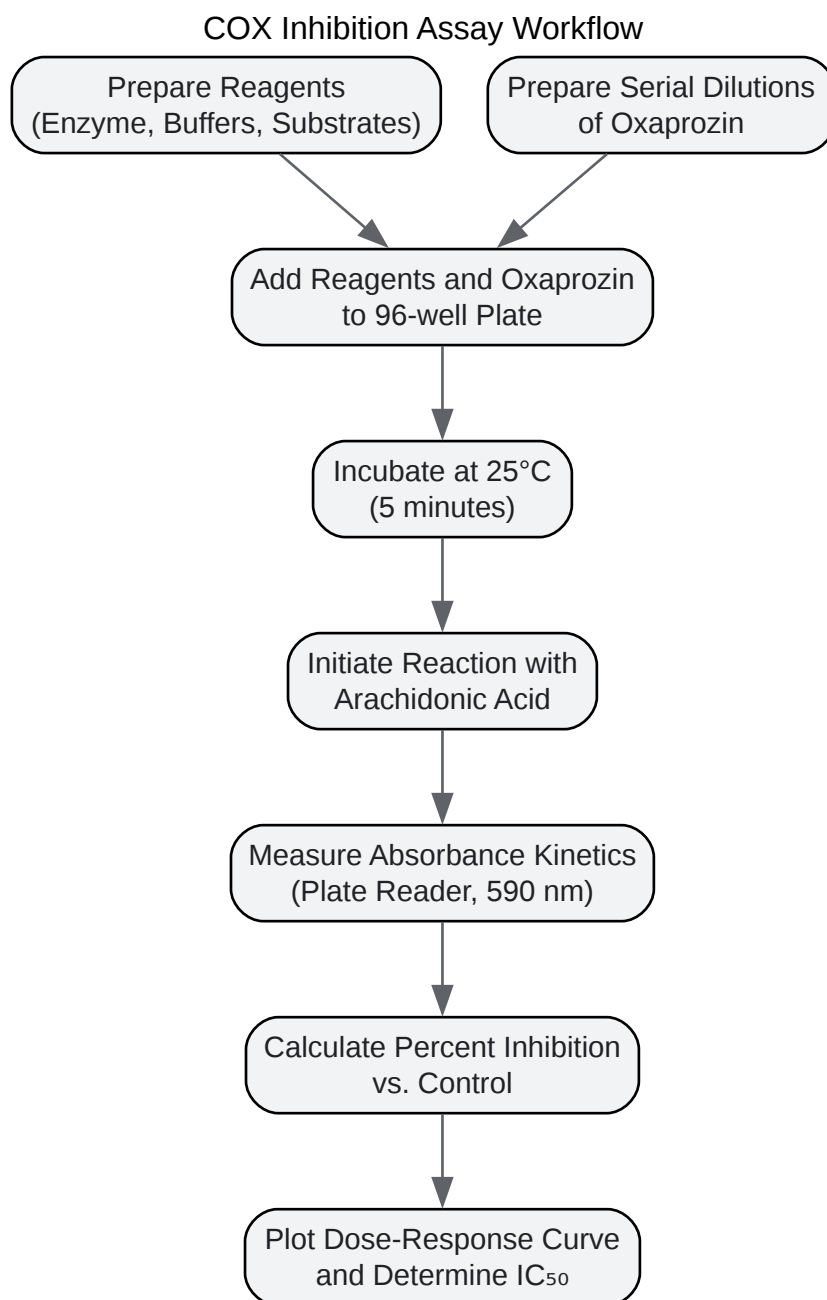 COX Inhibition Assay Workflow
Prepare Reagents
(Enzyme, Buffers, Substrates)
Prepare Serial Dilutions
of Oxaprozin
Add Reagents and Oxaprozin
to 96-well Plate
Incubate at 25°C
(5 minutes)
Initiate Reaction with
Arachidonic Acid
Measure Absorbance Kinetics
(Plate Reader, 590 nm)
Calculate Percent Inhibition
vs. Control
Plot Dose-Response Curve
and Determine IC₅₀